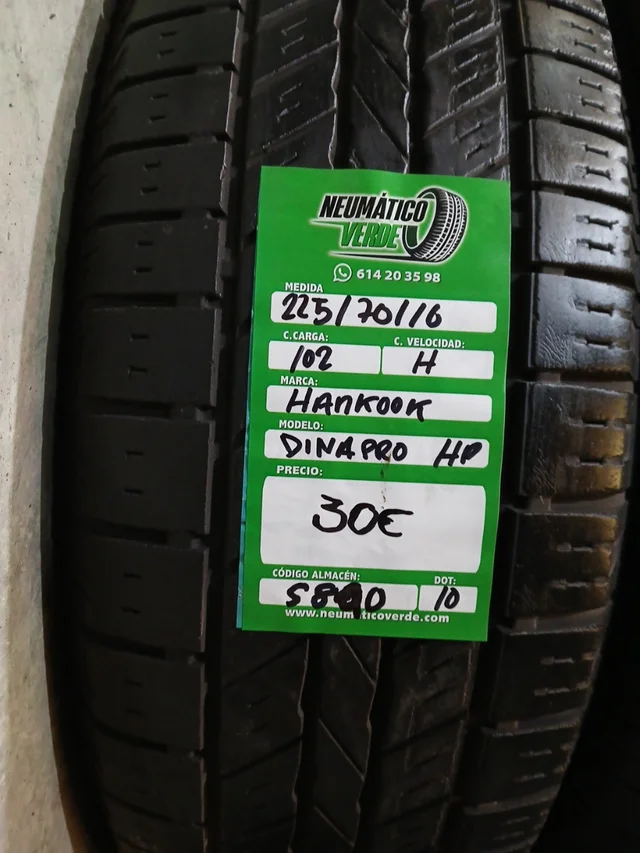 NEUMÁTICO
VERDE
614 20 35 98
MEDIDA
225/70/16
C.CARGA: C. VELOCIDAD:
102 H
MARCA:
HANKOOK
MODELO:
DINAPRO HP
PRECIO:
30€
CÓDIGO ALMACÉN: DOT:
10
www.neumaticoverde.com